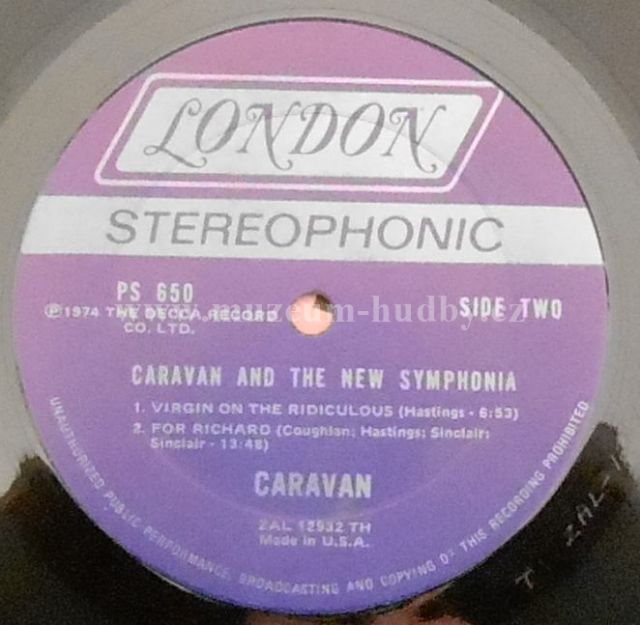 LONDON
STEREOPHONIC
PS 650
SIDE TWO
℗1974 THE DECCA RECORD
CO. LTD.
www.muzeum-hudby.cz
CARAVAN AND THE NEW SYMPHONIA
1. VIRGIN ON THE RIDICULOUS (Hastings - 6:53)
2. FOR RICHARD (Coughlan; Hastings; Sinclair;
Sinclair - 13:48)
CARAVAN
ZAL 12932 TH
Made in U.S.A.
UNAUTHORIZED PUBLIC PERFORMANCE, BROADCASTING AND COPYING OF THIS RECORDING PROHIBITED